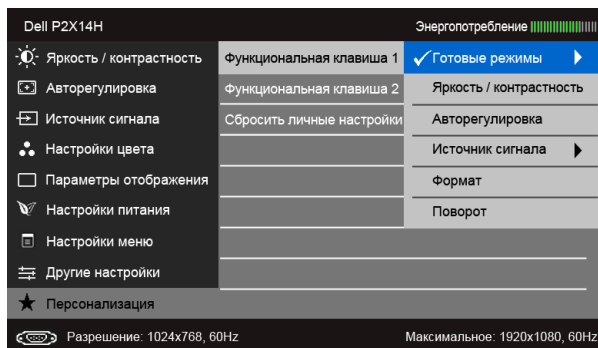 Dell P2X14H
Энергопотребление
Яркость / контрастность
Функциональная клавиша 1
Готовые режимы
Авторегулировка
Функциональная клавиша 2
Яркость / контрастность
Источник сигнала
Сбросить личные настройки
Авторегулировка
Настройки цвета
Источник сигнала
Параметры отображения
Формат
Настройки питания
Поворот
Настройки меню
Другие настройки
Персонализация
Разрешение: 1024x768, 60Hz
Максимальное: 1920x1080, 60Hz